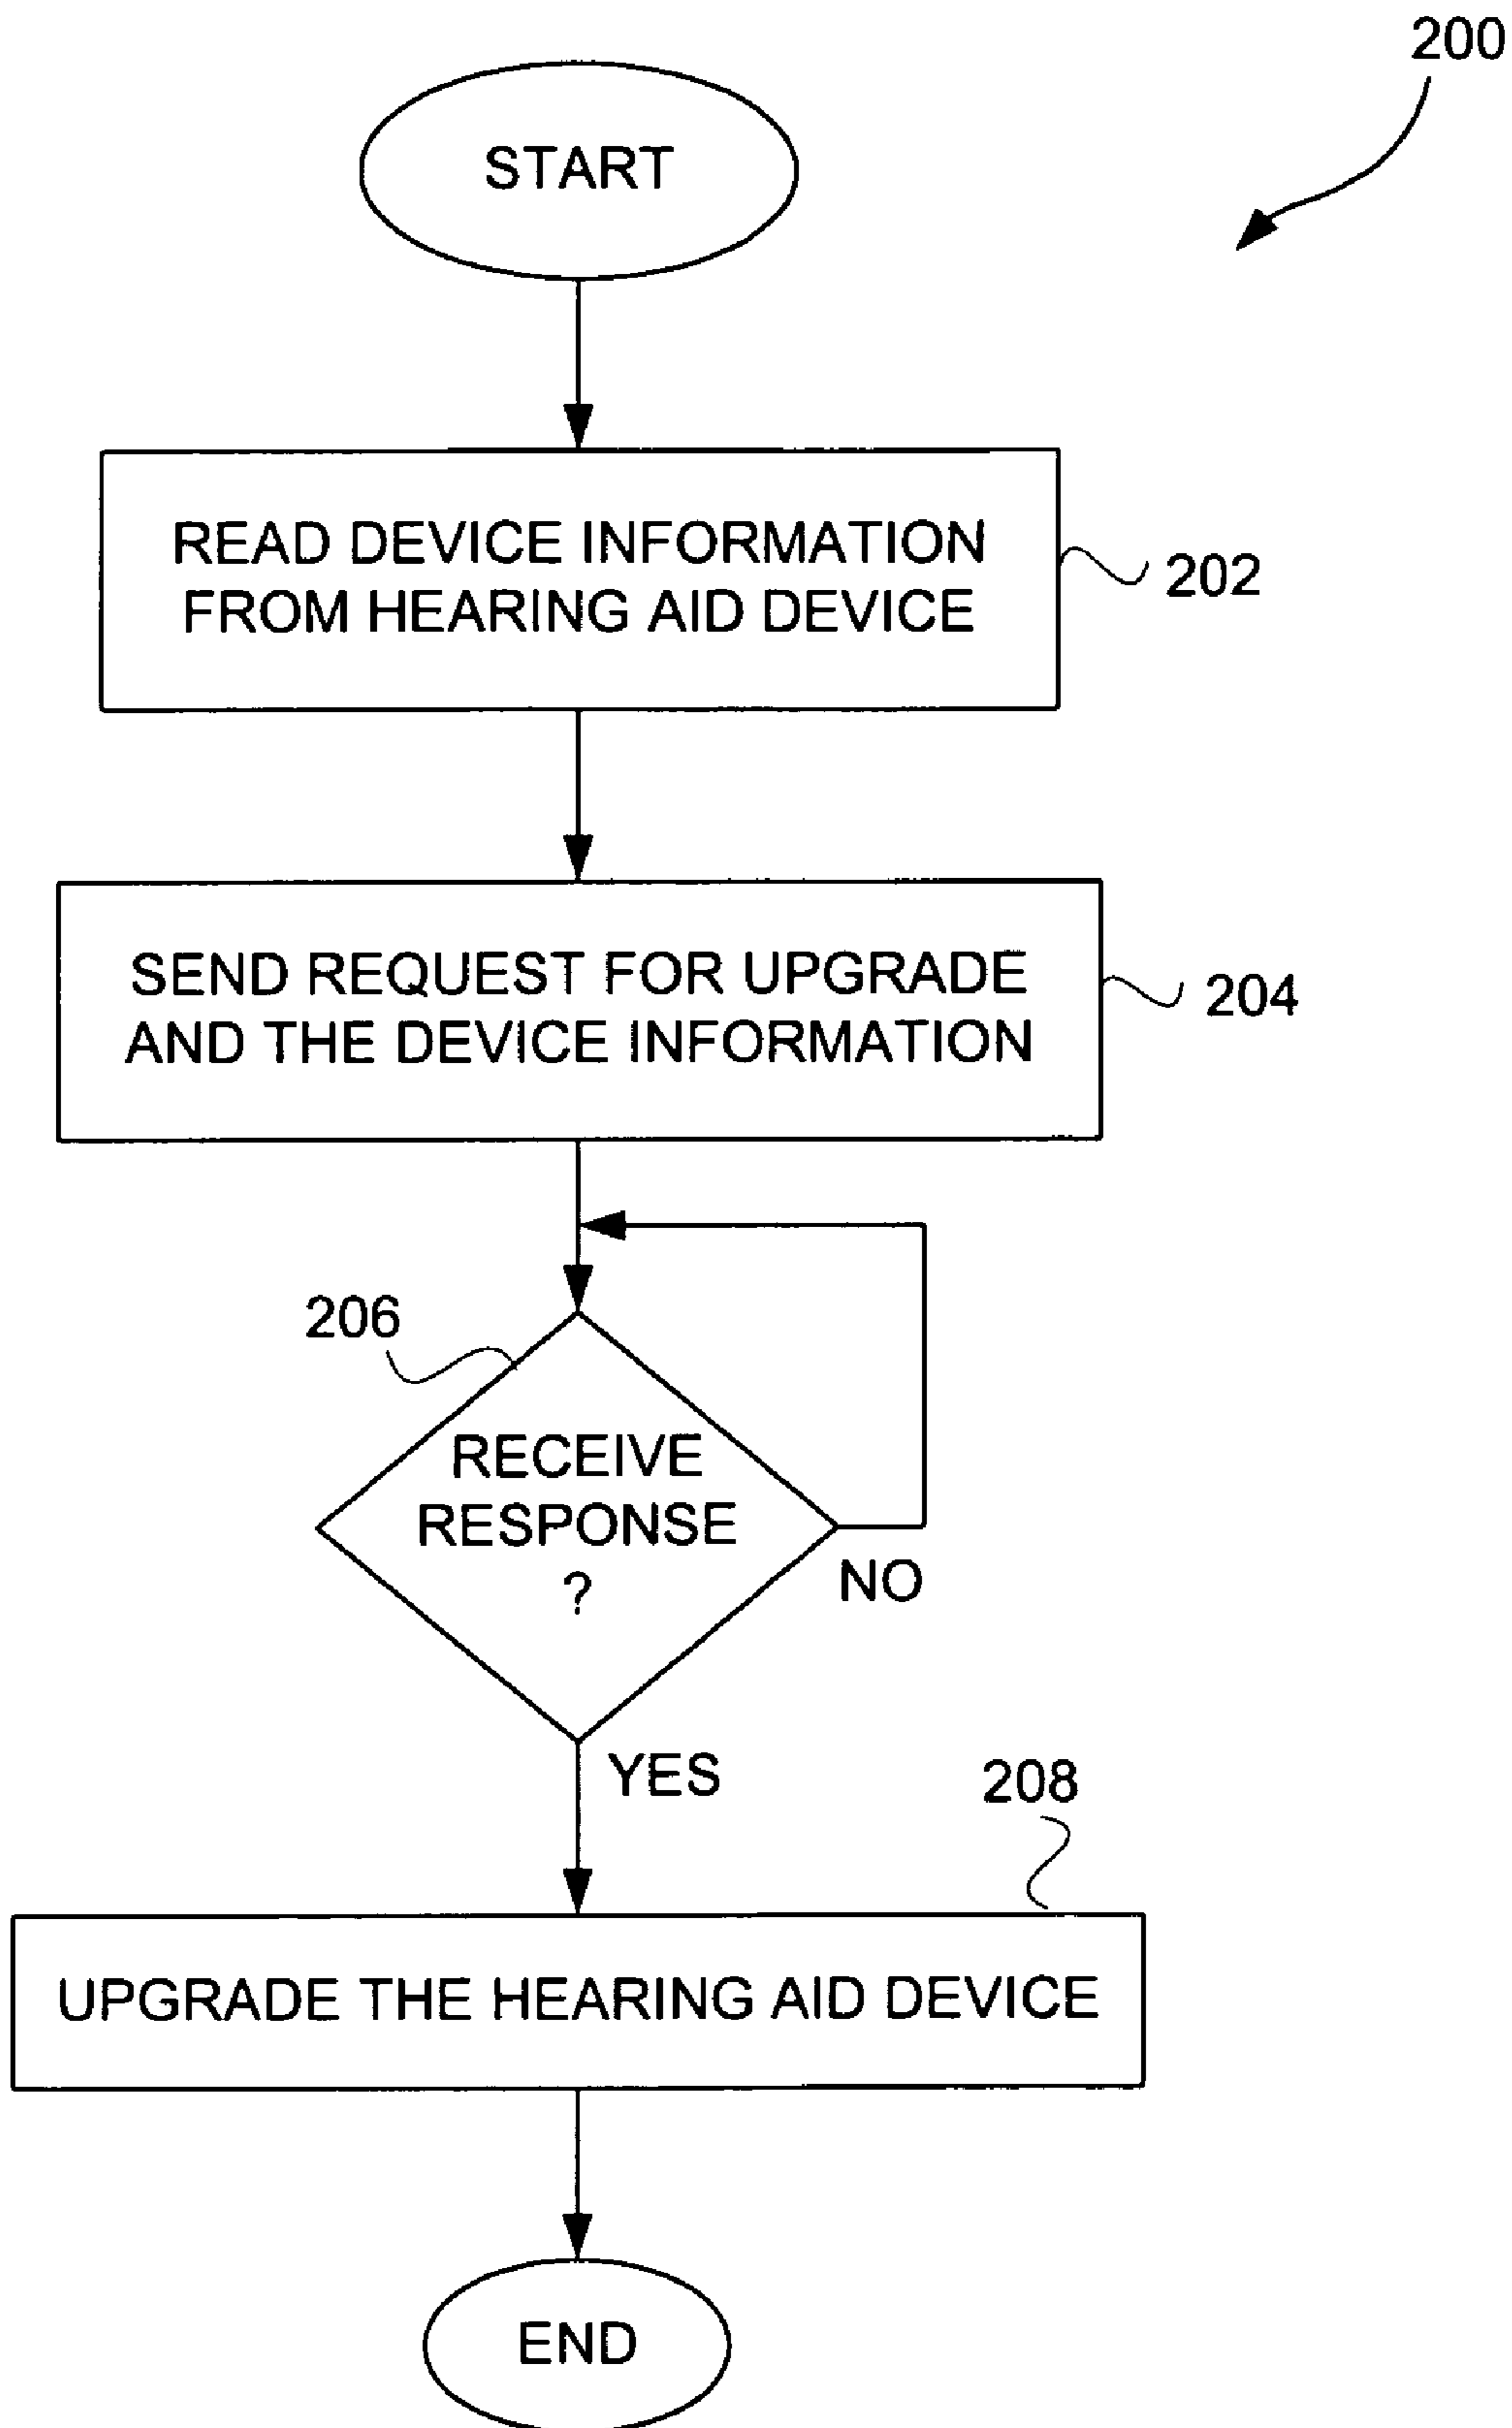 200
START
READ DEVICE INFORMATION
FROM HEARING AID DEVICE
202
SEND REQUEST FOR UPGRADE
AND THE DEVICE INFORMATION
204
206
RECEIVE
RESPONSE
?
NO
YES
208
UPGRADE THE HEARING AID DEVICE
END